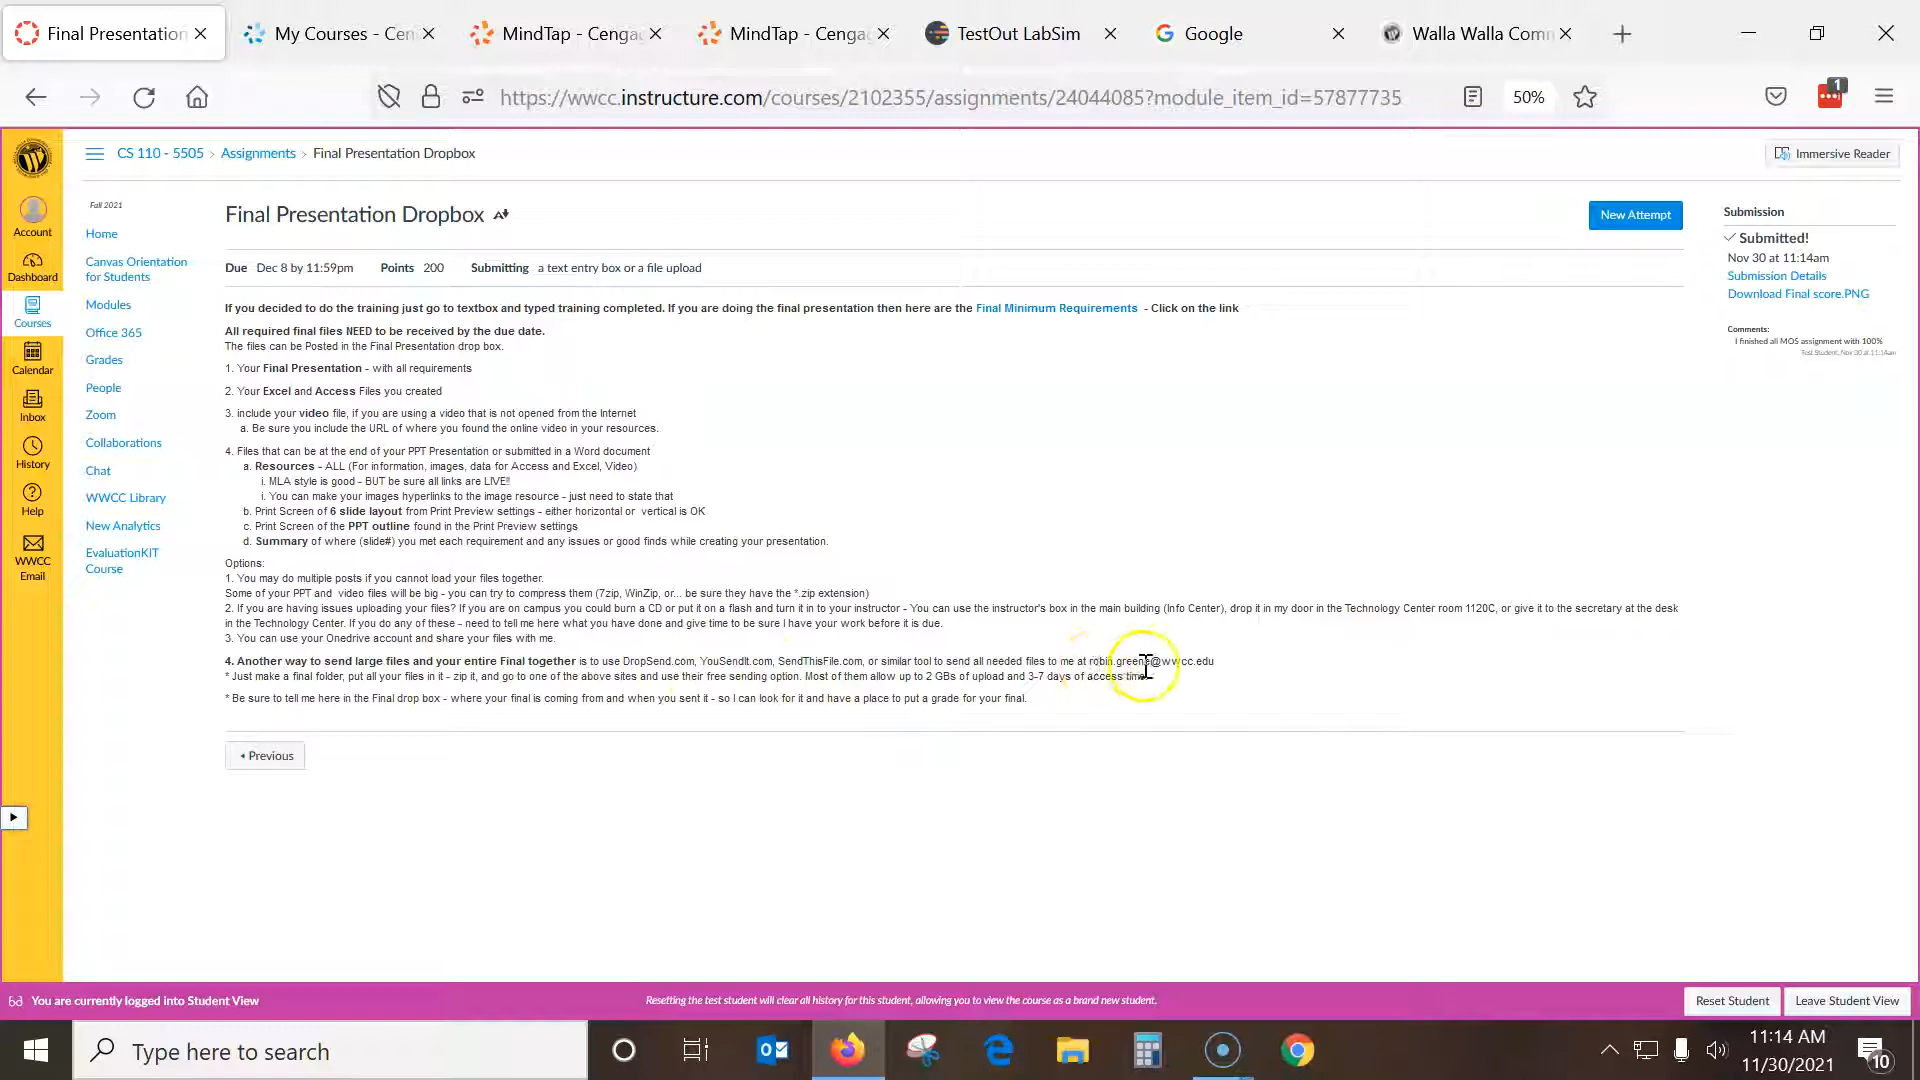 Final Presentation
My Courses - Cen
MindTap - Cengag
MindTap - Cengag
TestOut LabSim
Google
Walla Walla Comm
https://wwcc.instructure.com/courses/2102355/assignments/24044085?module_item_id=57877735
50%
1
CS 110 - 5505 › Assignments › Final Presentation Dropbox
Immersive Reader
Account
Dashboard
Courses
Calendar
Inbox
History
Help
WWCC
Email
Fall 2021
Home
Canvas Orientation
for Students
Modules
Office 365
Grades
People
Zoom
Collaborations
Chat
WWCC Library
New Analytics
EvaluationKIT
Course
Final Presentation Dropbox
New Attempt
Due Dec 8 by 11:59pm Points 200 Submitting a text entry box or a file upload
If you decided to do the training just go to textbox and typed training completed. If you are doing the final presentation then here are the Final Minimum Requirements - Click on the link
All required final files NEED to be received by the due date.
The files can be Posted in the Final Presentation drop box.
1. Your Final Presentation - with all requirements
2. Your Excel and Access Files you created
3. include your video file, if you are using a video that is not opened from the Internet
a. Be sure you include the URL of where you found the online video in your resources.
4. Files that can be at the end of your PPT Presentation or submitted in a Word document
a. Resources - ALL (For information, images, data for Access and Excel, Video)
i. MLA style is good - BUT be sure all links are LIVE!!
i. You can make your images hyperlinks to the image resource - just need to state that
b. Print Screen of 6 slide layout from Print Preview settings - either horizontal or vertical is OK
c. Print Screen of the PPT outline found in the Print Preview settings
d. Summary of where (slide#) you met each requirement and any issues or good finds while creating your presentation.
Options:
1. You may do multiple posts if you cannot load your files together.
Some of your PPT and video files will be big - you can try to compress them (7zip, WinZip, or... be sure they have the *.zip extension)
2. If you are having issues uploading your files? If you are on campus you could burn a CD or put it on a flash and turn it in to your instructor - You can use the instructor's box in the main building (Info Center), drop it in my door in the Technology Center room 1120C, or give it to the secretary at the desk
in the Technology Center. If you do any of these - need to tell me here what you have done and give time to be sure I have your work before it is due.
3. You can use your Onedrive account and share your files with me.
4. Another way to send large files and your entire Final together is to use DropSend.com, YouSendIt.com, SendThisFile.com, or similar tool to send all needed files to me at robin.greene@wwcc.edu
* Just make a final folder, put all your files in it - zip it, and go to one of the above sites and use their free sending option. Most of them allow up to 2 GBs of upload and 3-7 days of access time.
* Be sure to tell me here in the Final drop box - where your final is coming from and when you sent it - so I can look for it and have a place to put a grade for your final.
Previous
Submission
Submitted!
Nov 30 at 11:14am
Submission Details
Download Final score.PNG
Comments:
I finished all MOS assignment with 100%
Test Student, Nov 30 at 11:14am
You are currently logged into Student View
Resetting the test student will clear all history for this student, allowing you to view the course as a brand new student.
Reset Student
Leave Student View
Type here to search
11:14 AM
11/30/2021
10